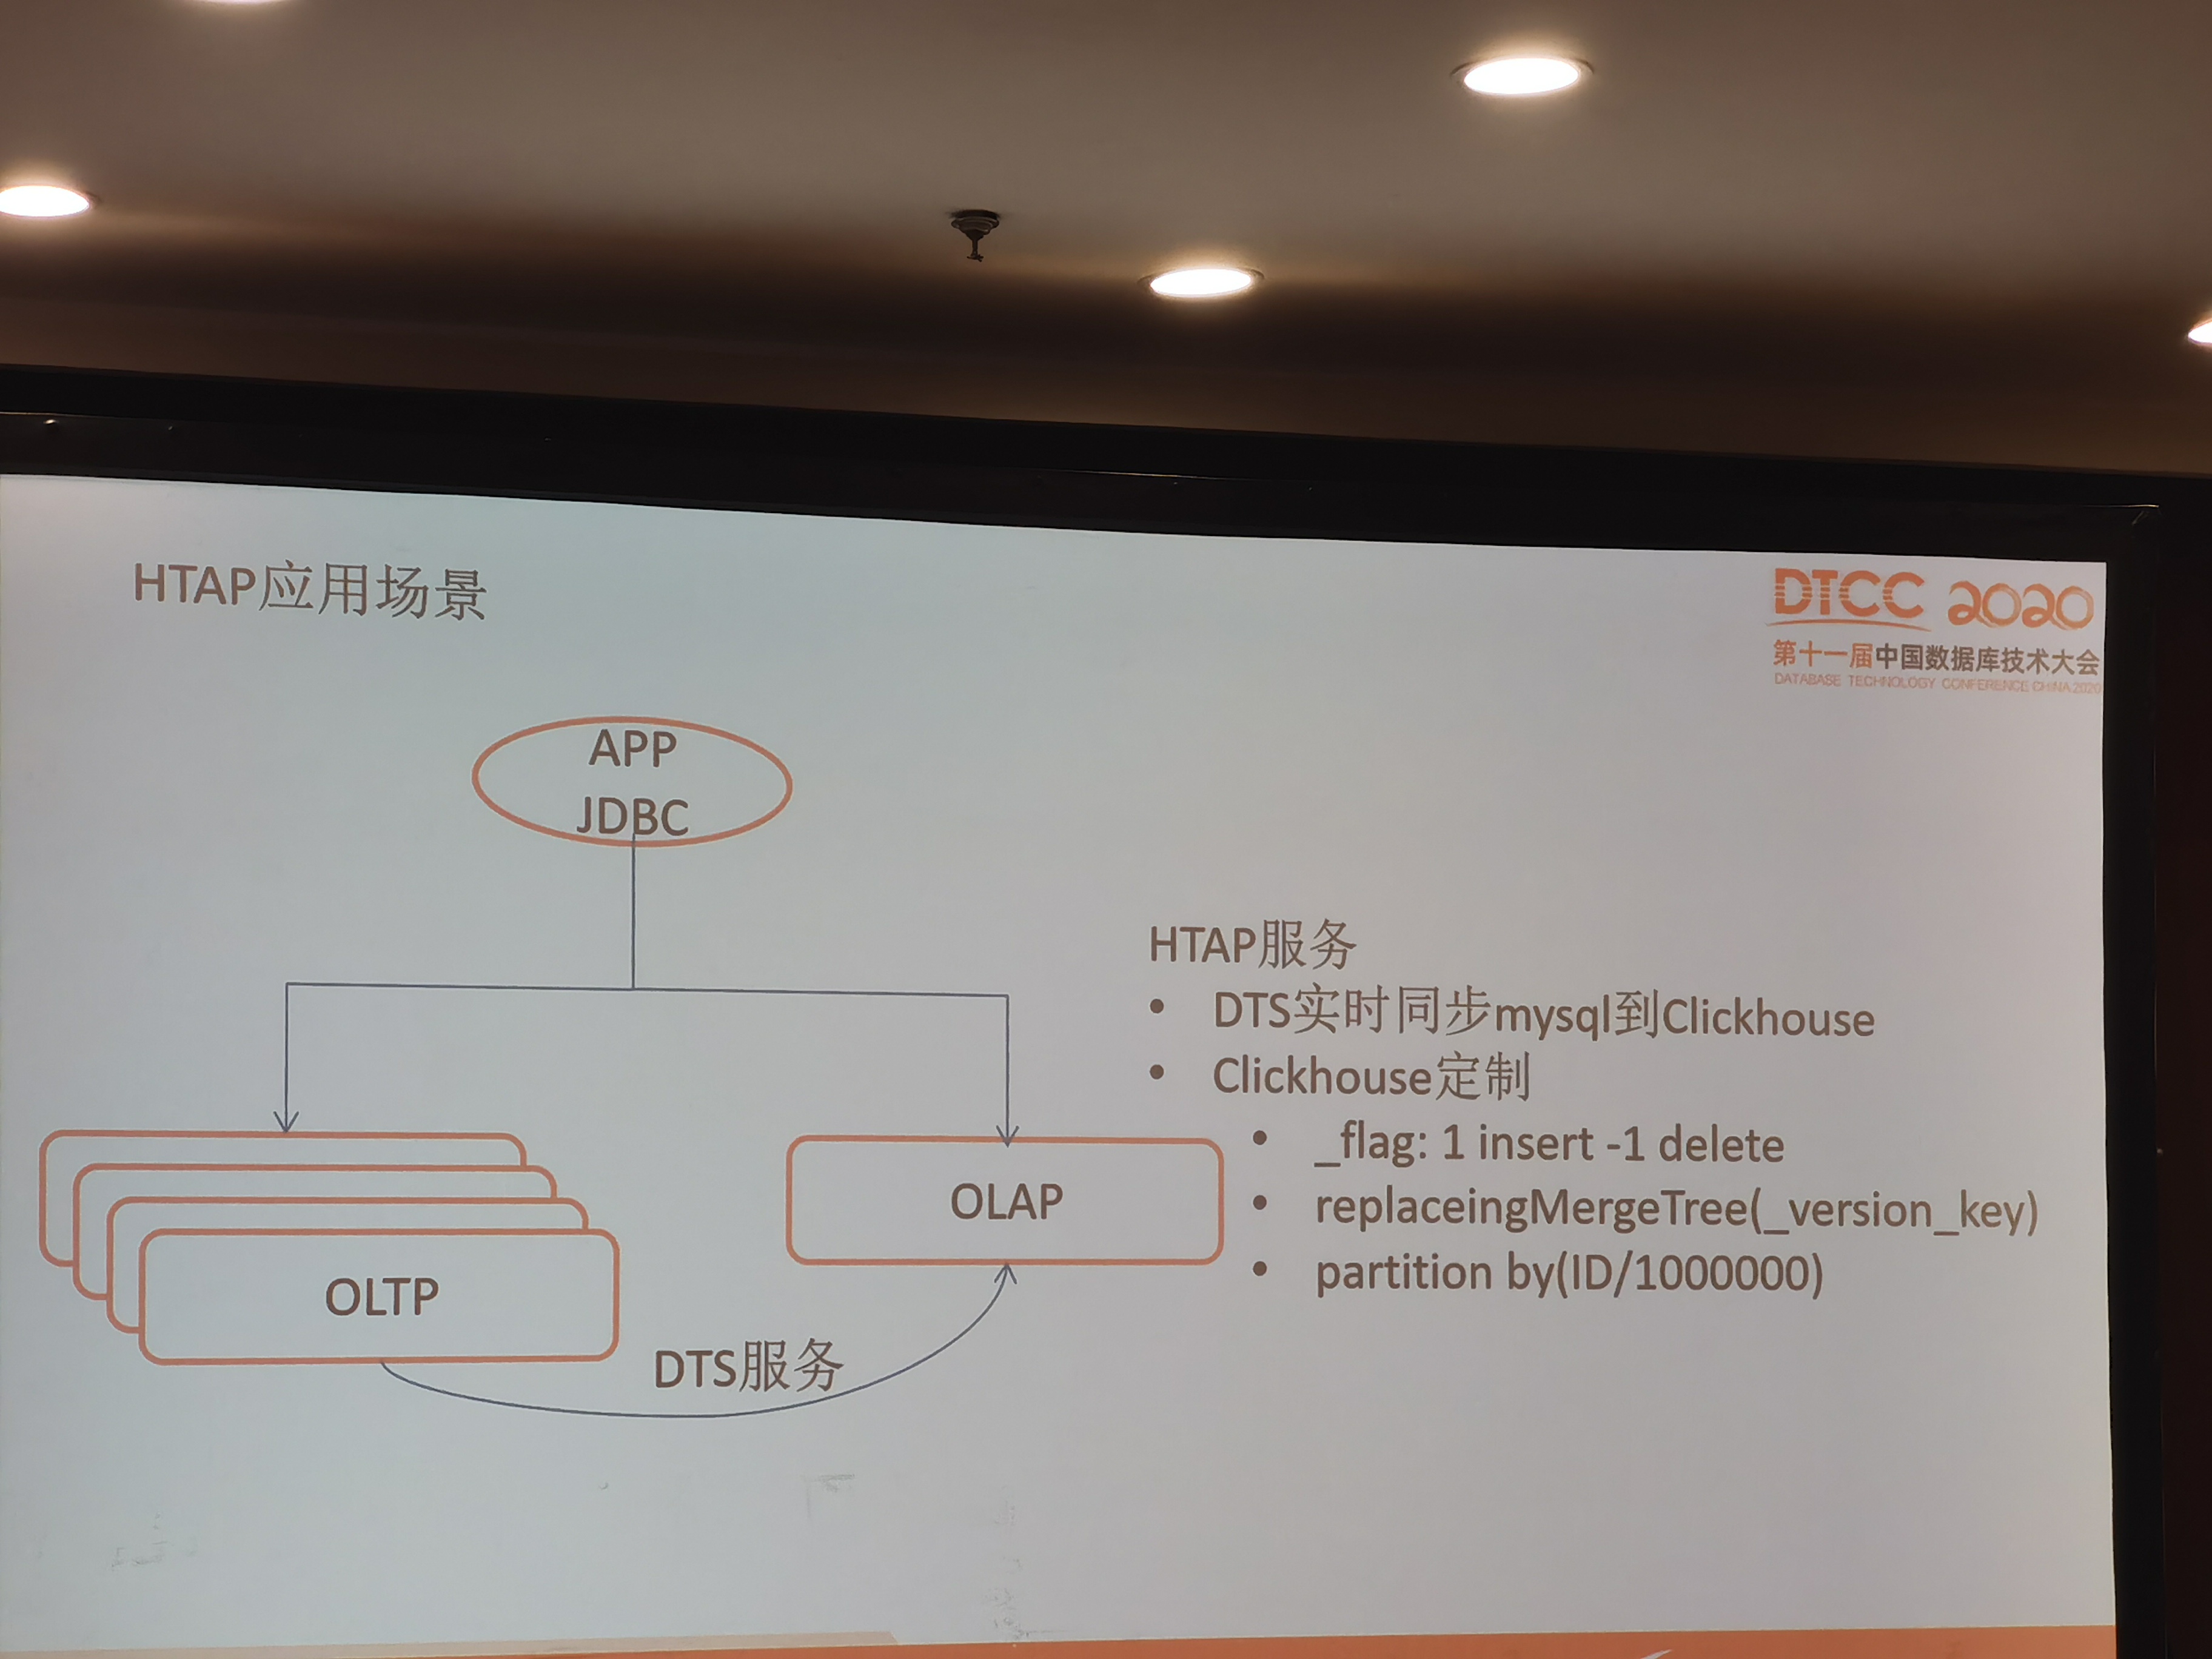 HTAP应用场景
DTCC 2020
第十一届中国数据库技术大会
DATABASE TECHNOLOGY CONFERENCE CHINA 2020
APP
JDBC
OLTP
OLAP
DTS服务
HTAP服务
• DTS实时同步mysql到Clickhouse
• Clickhouse定制
• _flag: 1 insert -1 delete
• replaceingMergeTree(_version_key)
• partition by(ID/1000000)